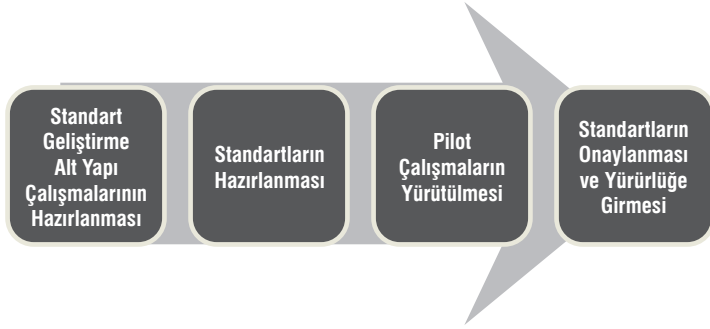 Standart
Geliştirme
Alt Yapı
Çalışmalarının
Hazırlanması
Standartların
Hazırlanması
Pilot
Çalışmaların
Yürütülmesi
Standartların
Onaylanması
ve Yürürlüğe
Girmesi